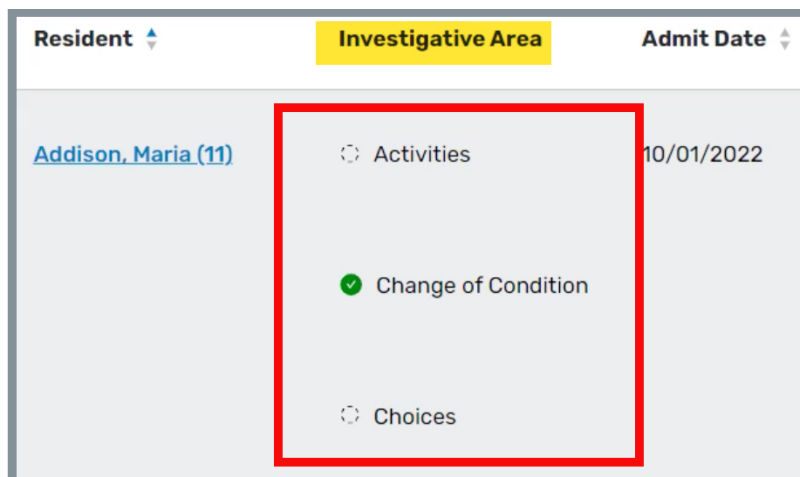 Resident Investigative Area Admit Date
Addison, Maria (11) Activities 10/01/2022
Change of Condition
Choices